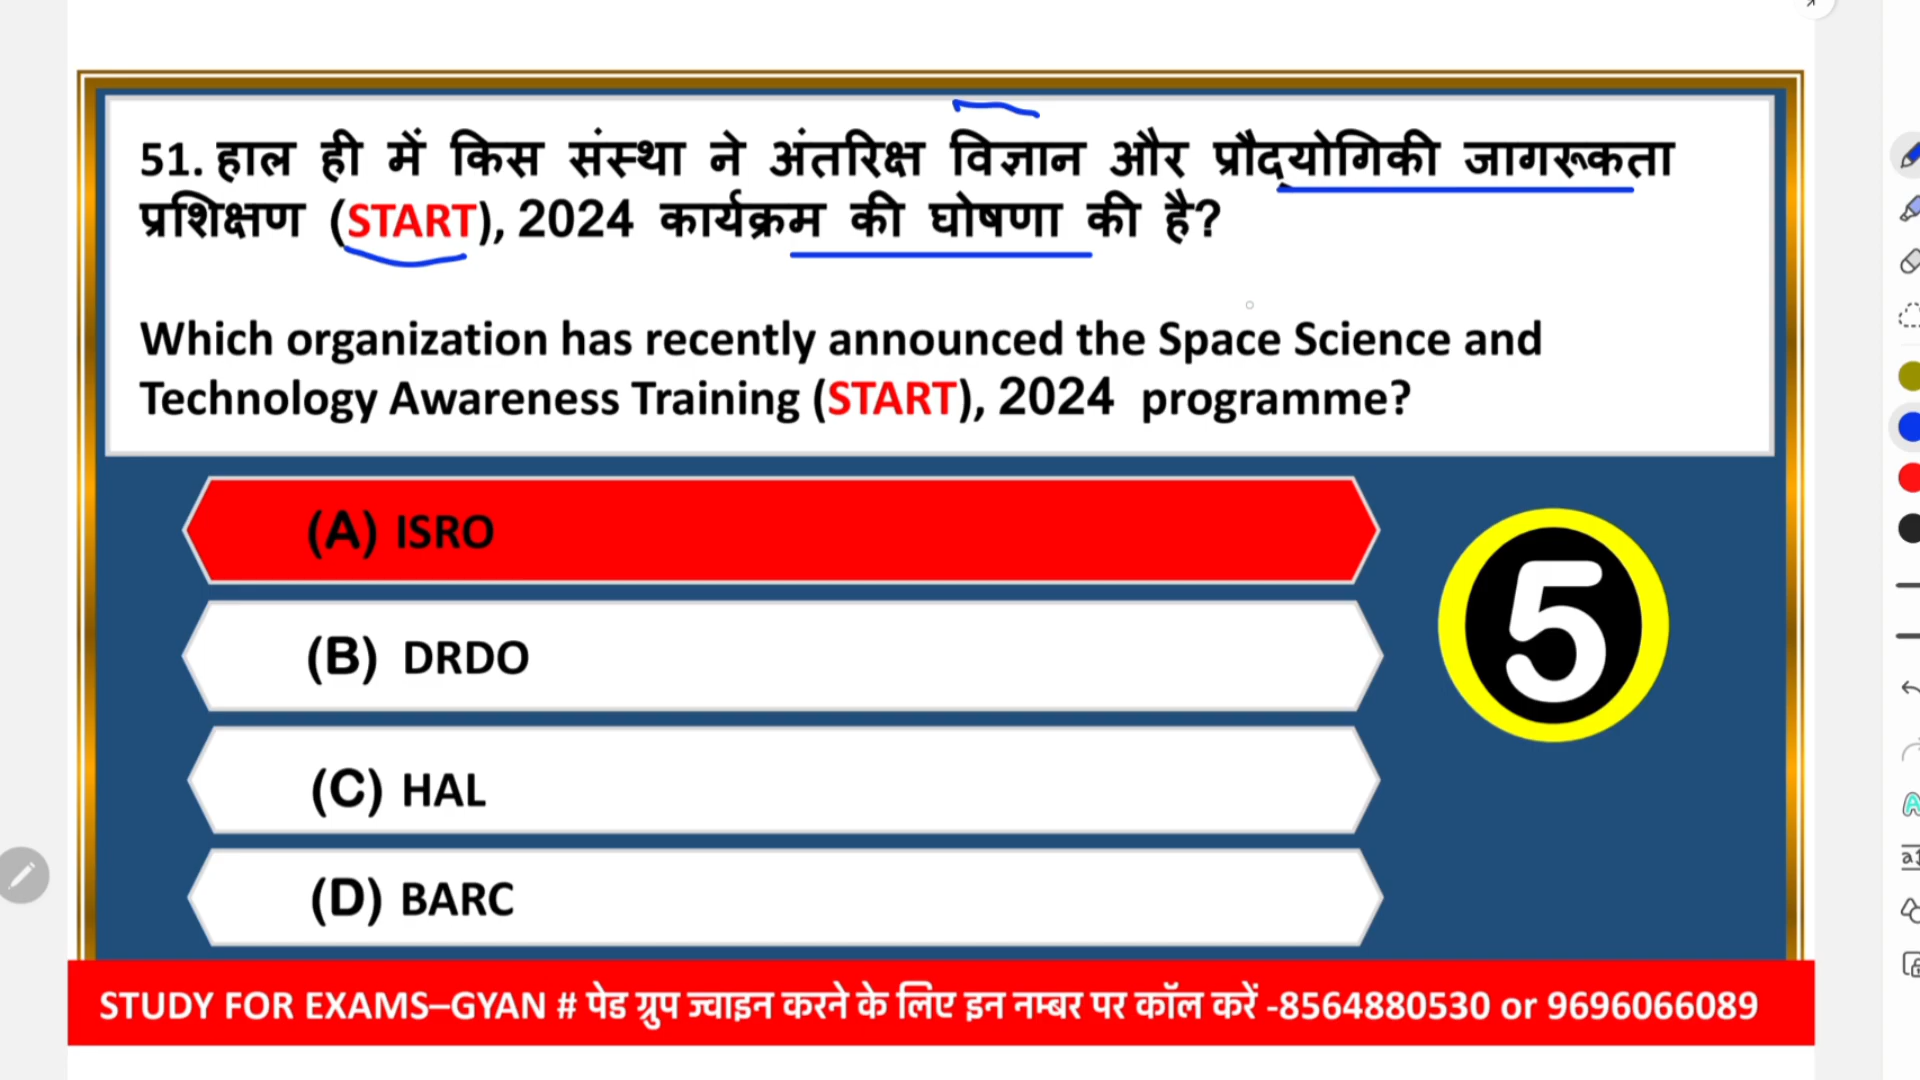 51. हाल ही में किस संस्था ने अंतरिक्ष विज्ञान और प्रौद्योगिकी जागरूकता
प्रशिक्षण (START), 2024 कार्यक्रम की घोषणा की है?
Which organization has recently announced the Space Science and
Technology Awareness Training (START), 2024 programme?
(A) ISRO
(B) DRDO
5
(C) HAL
(D) BARC
STUDY FOR EXAMS–GYAN # पेड ग्रुप ज्वाइन करने के लिए इन नम्बर पर कॉल करें -8564880530 or 9696066089